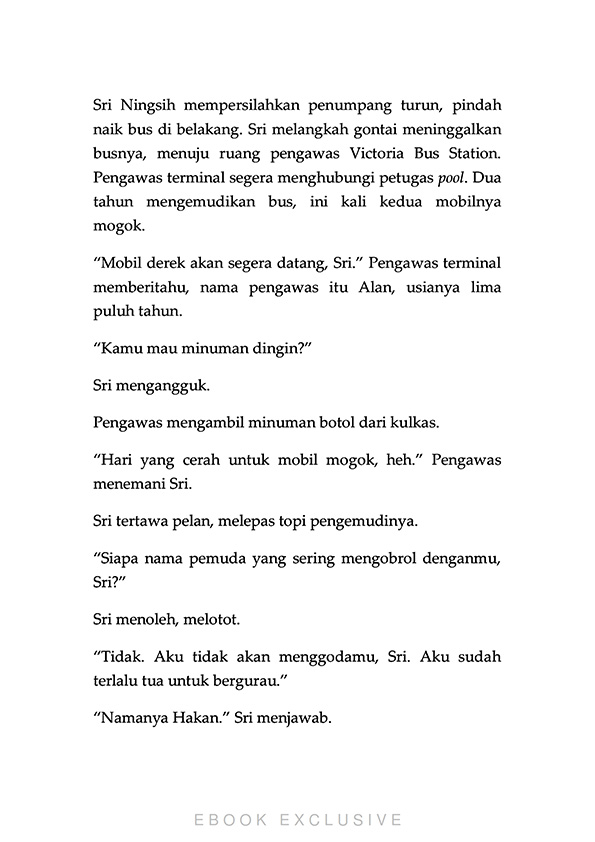 Sri Ningsih mempersilahkan penumpang turun, pindah
naik bus di belakang. Sri melangkah gontai meninggalkan
busnya, menuju ruang pengawas Victoria Bus Station.
Pengawas terminal segera menghubungi petugas pool. Dua
tahun mengemudikan bus, ini kali kedua mobilnya
mogok.
“Mobil derek akan segera datang, Sri.” Pengawas terminal
memberitahu, nama pengawas itu Alan, usianya lima
puluh tahun.
“Kamu mau minuman dingin?”
Sri mengangguk.
Pengawas mengambil minuman botol dari kulkas.
“Hari yang cerah untuk mobil mogok, heh.” Pengawas
menemani Sri.
Sri tertawa pelan, melepas topi pengemudinya.
“Siapa nama pemuda yang sering mengobrol denganmu,
Sri?”
Sri menoleh, melotot.
“Tidak. Aku tidak akan menggodamu, Sri. Aku sudah
terlalu tua untuk bergurau.”
“Namanya Hakan.” Sri menjawab.
EBOOK EXCLUSIVE